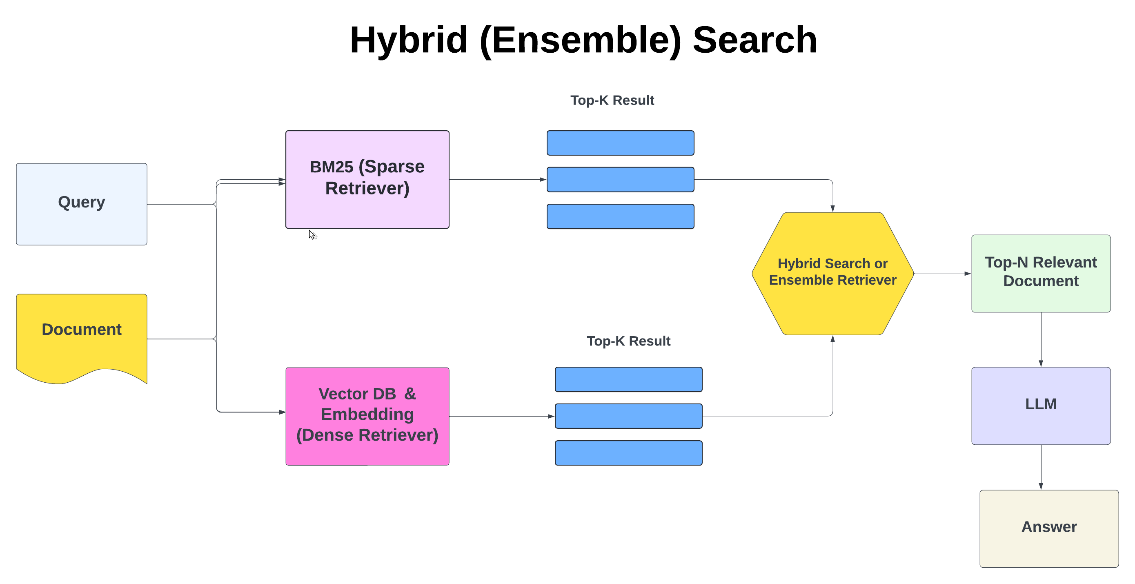 Hybrid (Ensemble) Search
Top-K Result
BM25 (Sparse
Retriever)
Query
Hybrid Search or
Ensemble Retriever
Top-N Relevant
Document
Document
Top-K Result
Vector DB &
Embedding
(Dense Retriever)
LLM
Answer